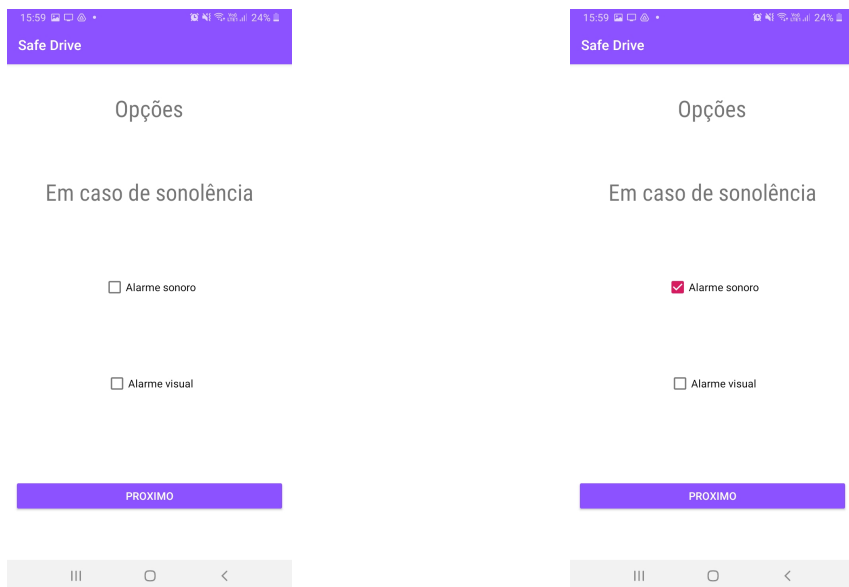 15:59 24%
Safe Drive
Opções
Em caso de sonolência
Alarme sonoro
Alarme visual
PROXIMO
15:59 24%
Safe Drive
Opções
Em caso de sonolência
Alarme sonoro
Alarme visual
PROXIMO